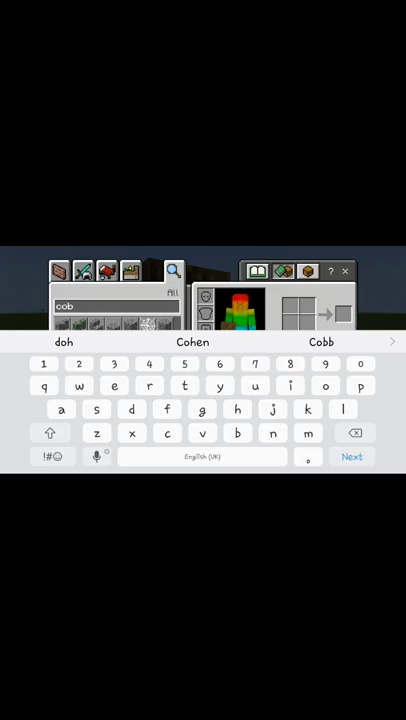 ? ×
All
cob
doh Cohen Cobb
1 2 3 4 5 6 7 8 9 0
q w e r t y u i o p
a s d f g h j k l
z x c v b n m
!#☺ English (UK) . Next